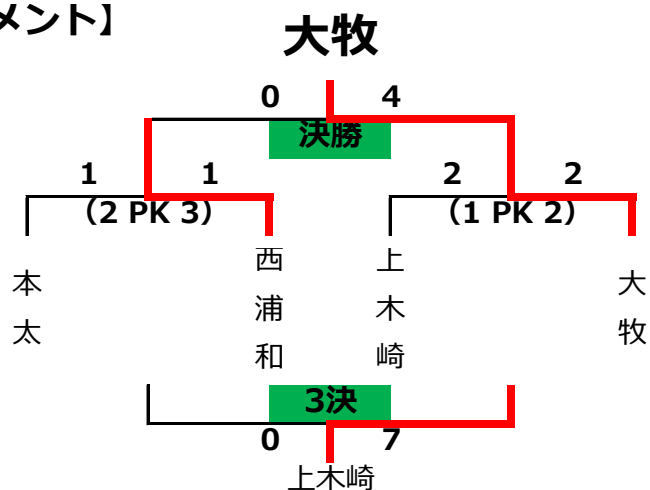 メント】
大牧
0 4
決勝
1 1 2 2
(2 PK 3) (1 PK 2)
本太 西浦和 上木崎 大牧
3決
0 7
上木崎